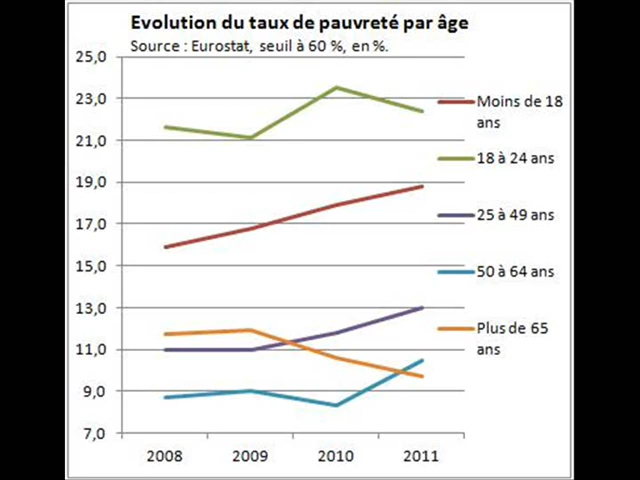 Evolution du taux de pauvreté par âge
Source : Eurostat, seuil à 60 %, en %.
25,0
23,0
21,0
19,0
17,0
15,0
13,0
11,0
9,0
7,0
2008 2009 2010 2011
Moins de 18
ans
18 à 24 ans
25 à 49 ans
50 à 64 ans
Plus de 65
ans